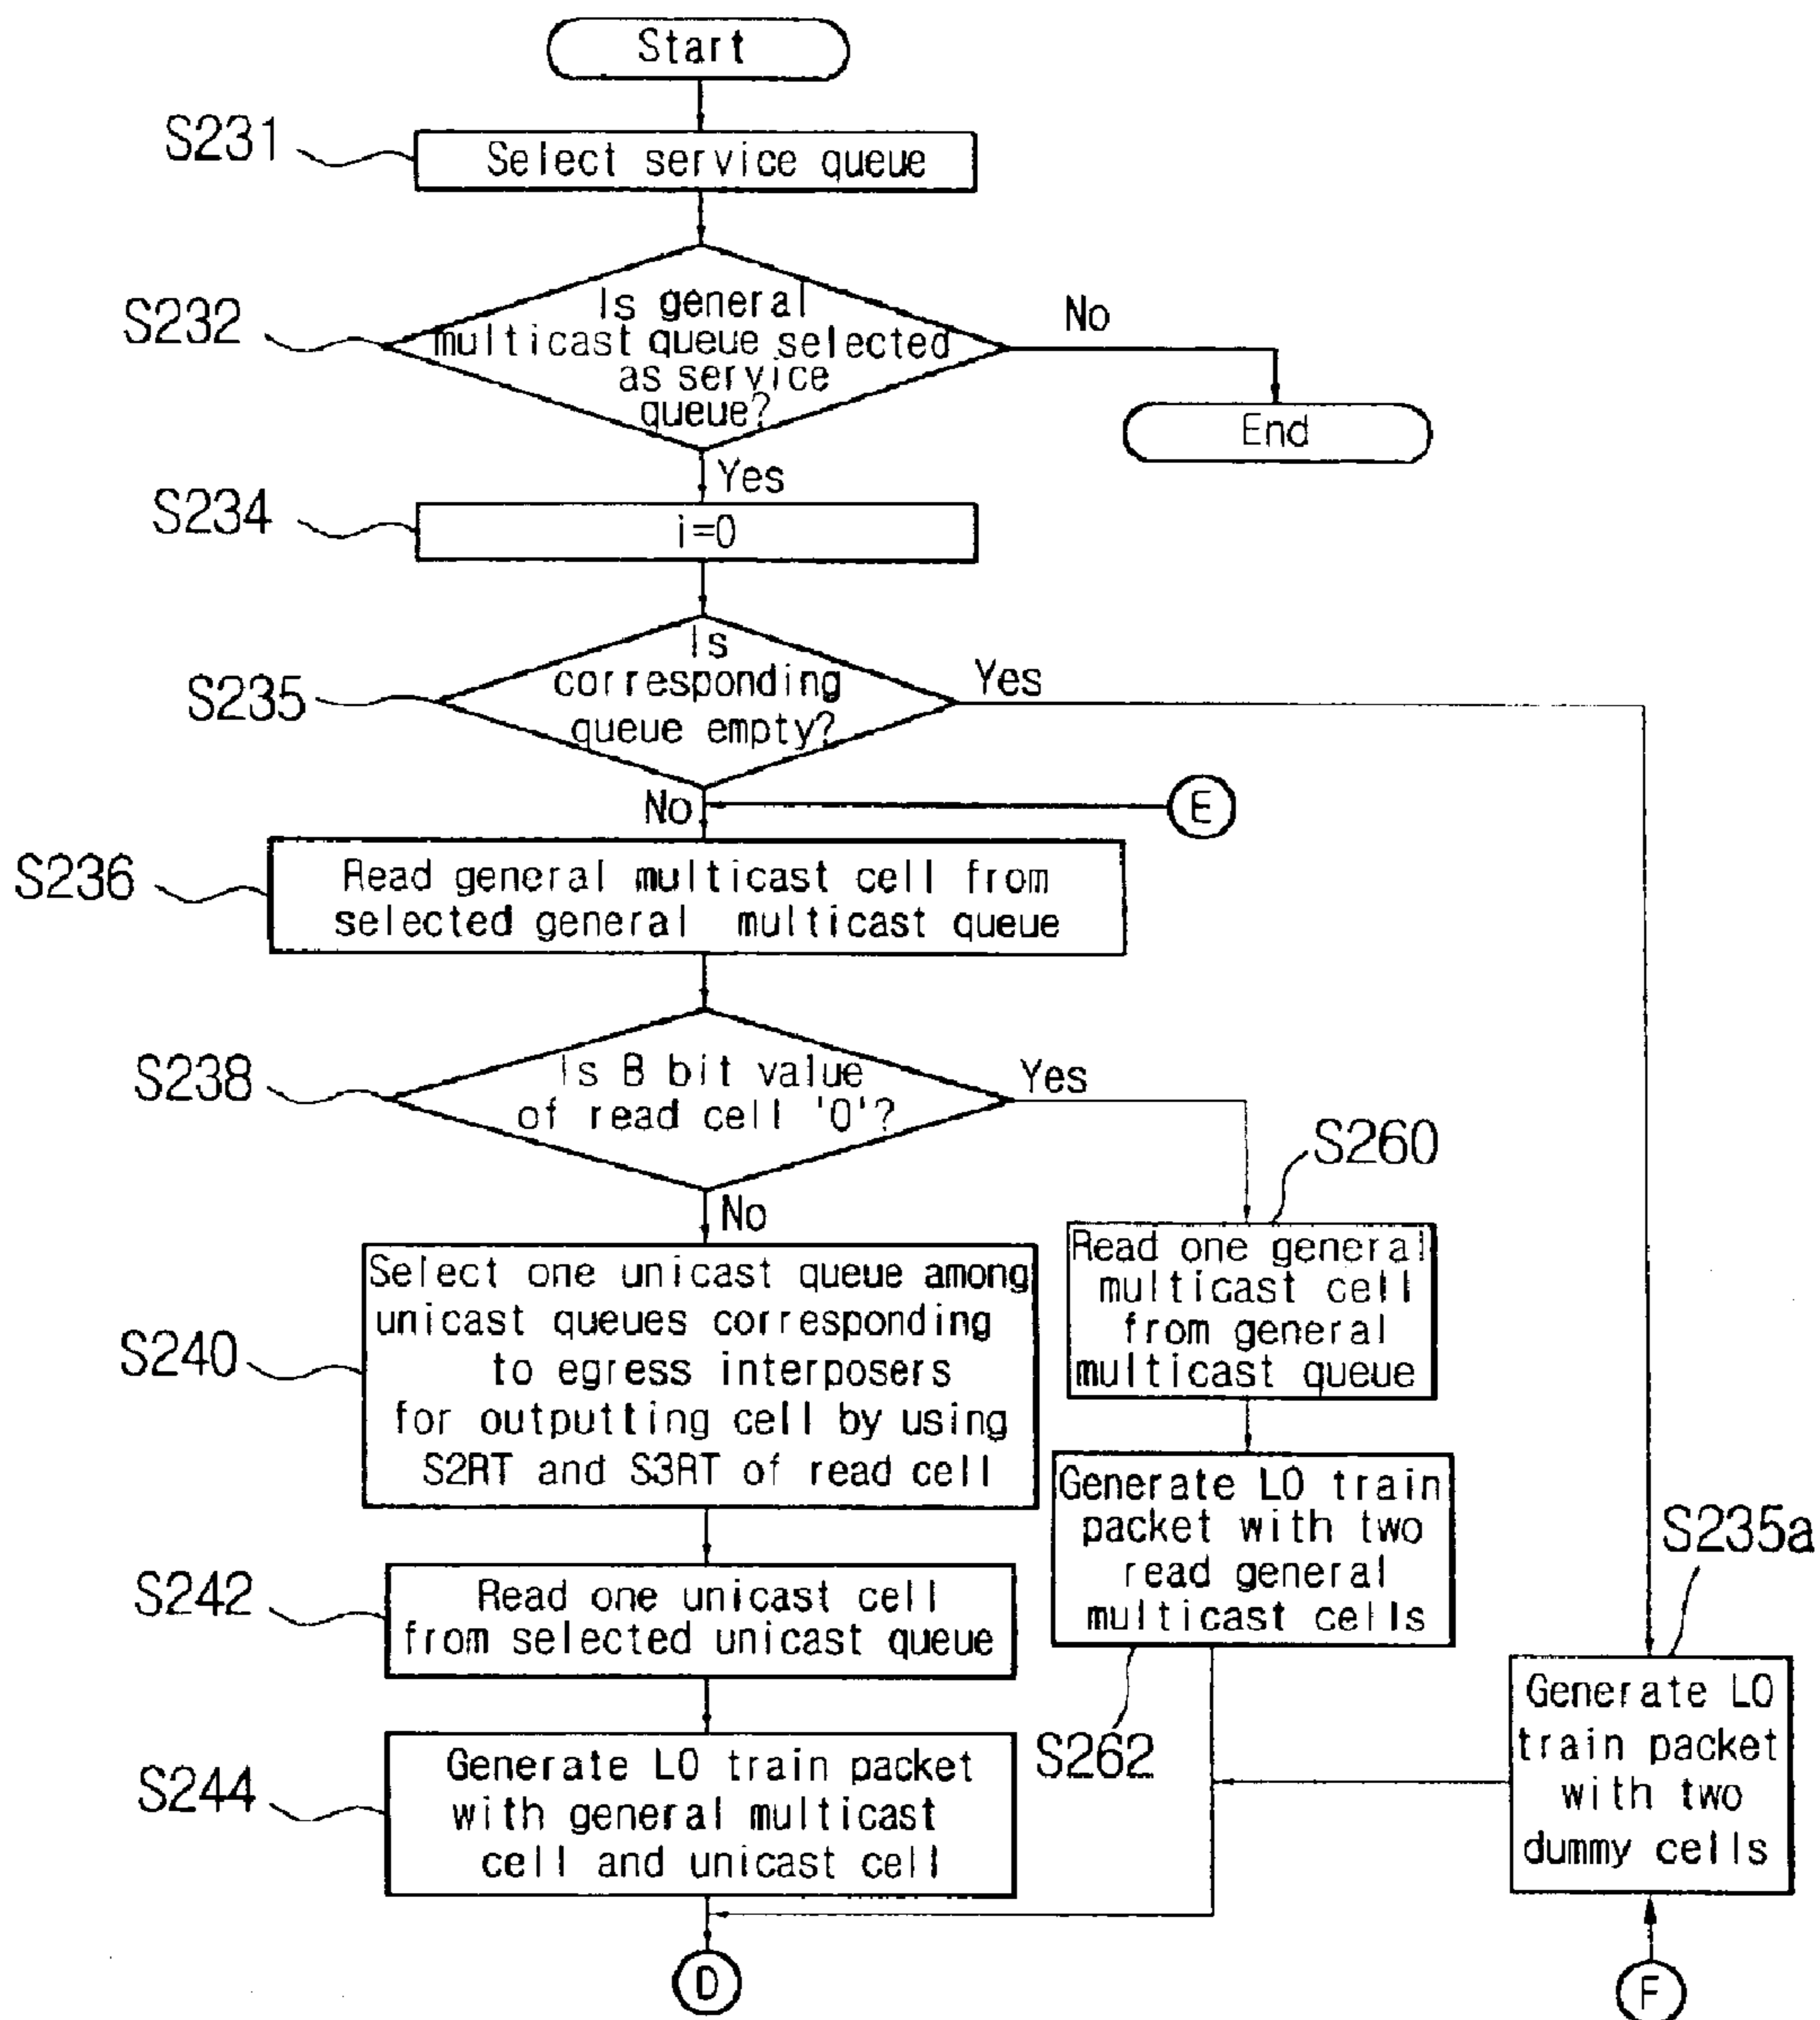 Start
S231
Select service queue
S232
Is general
multicast queue selected
as service
queue?
No
End
Yes
S234
i=0
S235
Is
corresponding
queue empty?
Yes
No
E
S236
Read general multicast cell from
selected general multicast queue
S238
Is B bit value
of read cell '0'?
Yes
No
S260
Read one general
multicast cell
from general
multicast queue
S240
Select one unicast queue among
unicast queues corresponding
to egress interposers
for outputting cell by using
S2RT and S3RT of read cell
Generate LO train
packet with two
read general
multicast cells
S262
S235a
Generate LO
train packet
with two
dummy cells
S242
Read one unicast cell
from selected unicast queue
S244
Generate LO train packet
with general multicast
cell and unicast cell
D
F